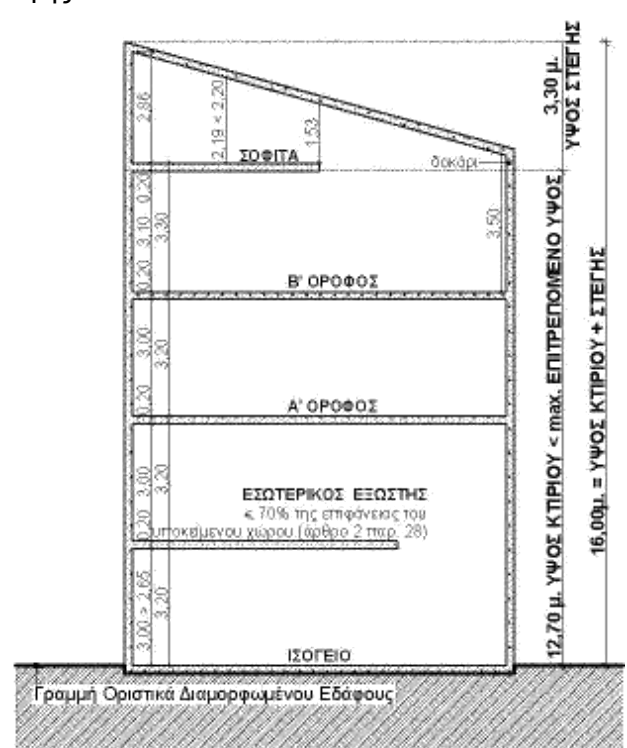 2,86
2,19 < 2,20
1,53
3,30 μ.
ΥΨΟΣ ΣΤΕΓΗΣ
ΣΟΦΙΤΑ
δοκάρι
0,20
3,10
3,30
3,50
0,20
Β' ΟΡΟΦΟΣ
3,00
3,20
0,20
Α' ΟΡΟΦΟΣ
3,00
3,20
ΕΣΩΤΕΡΙΚΟΣ ΕΞΩΣΤΗΣ
< 70% της επιφάνειας του
υποκείμενου χώρου (άρθρο 2 παρ. 28)
0,20
3,00 > 2,65
3,20
ΙΣΟΓΕΙΟ
12,70 μ. ΥΨΟΣ ΚΤΙΡΙΟΥ < max. ΕΠΙΤΡΕΠΟΜΕΝΟ ΥΨΟΣ
16,00μ. = ΥΨΟΣ ΚΤΙΡΙΟΥ + ΣΤΕΓΗΣ
Γραμμή Οριστικά Διαμορφωμένου Εδάφους